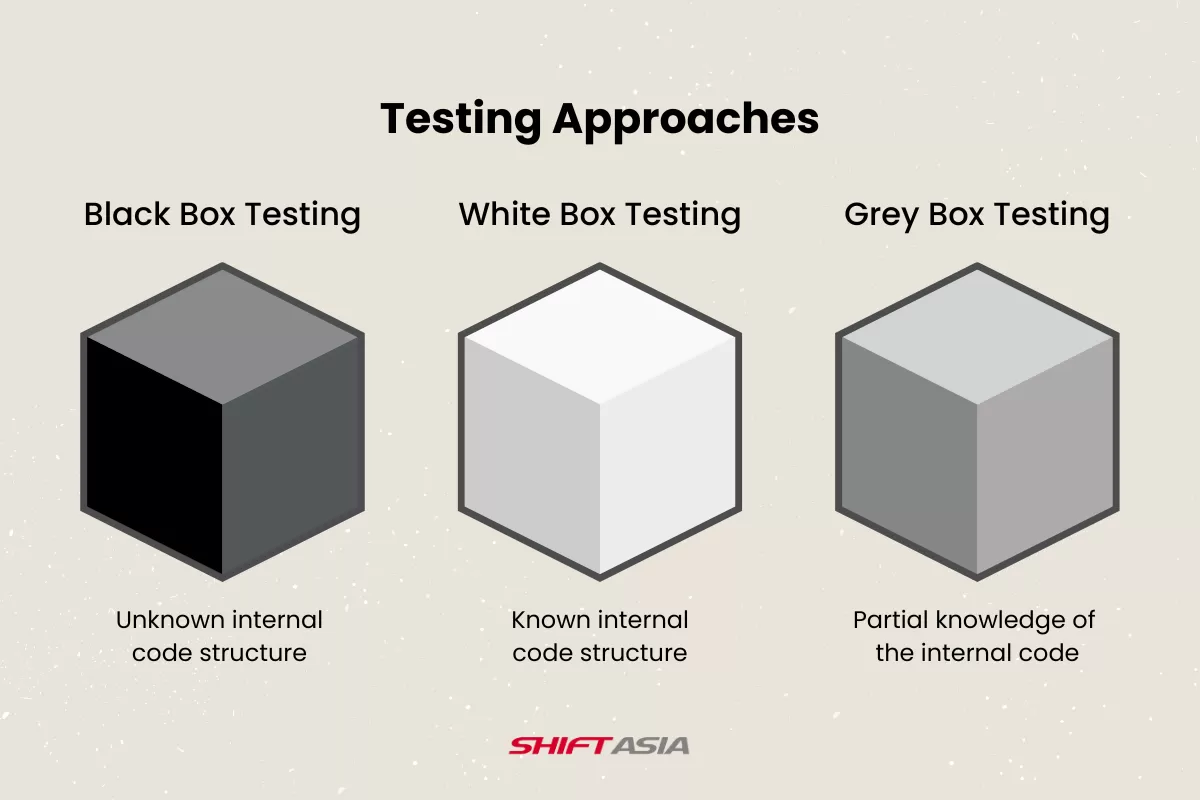 Testing Approaches
Black Box Testing
White Box Testing
Grey Box Testing
Unknown internal
code structure
Known internal
code structure
Partial knowledge of
the internal code
SHIFT ASIA